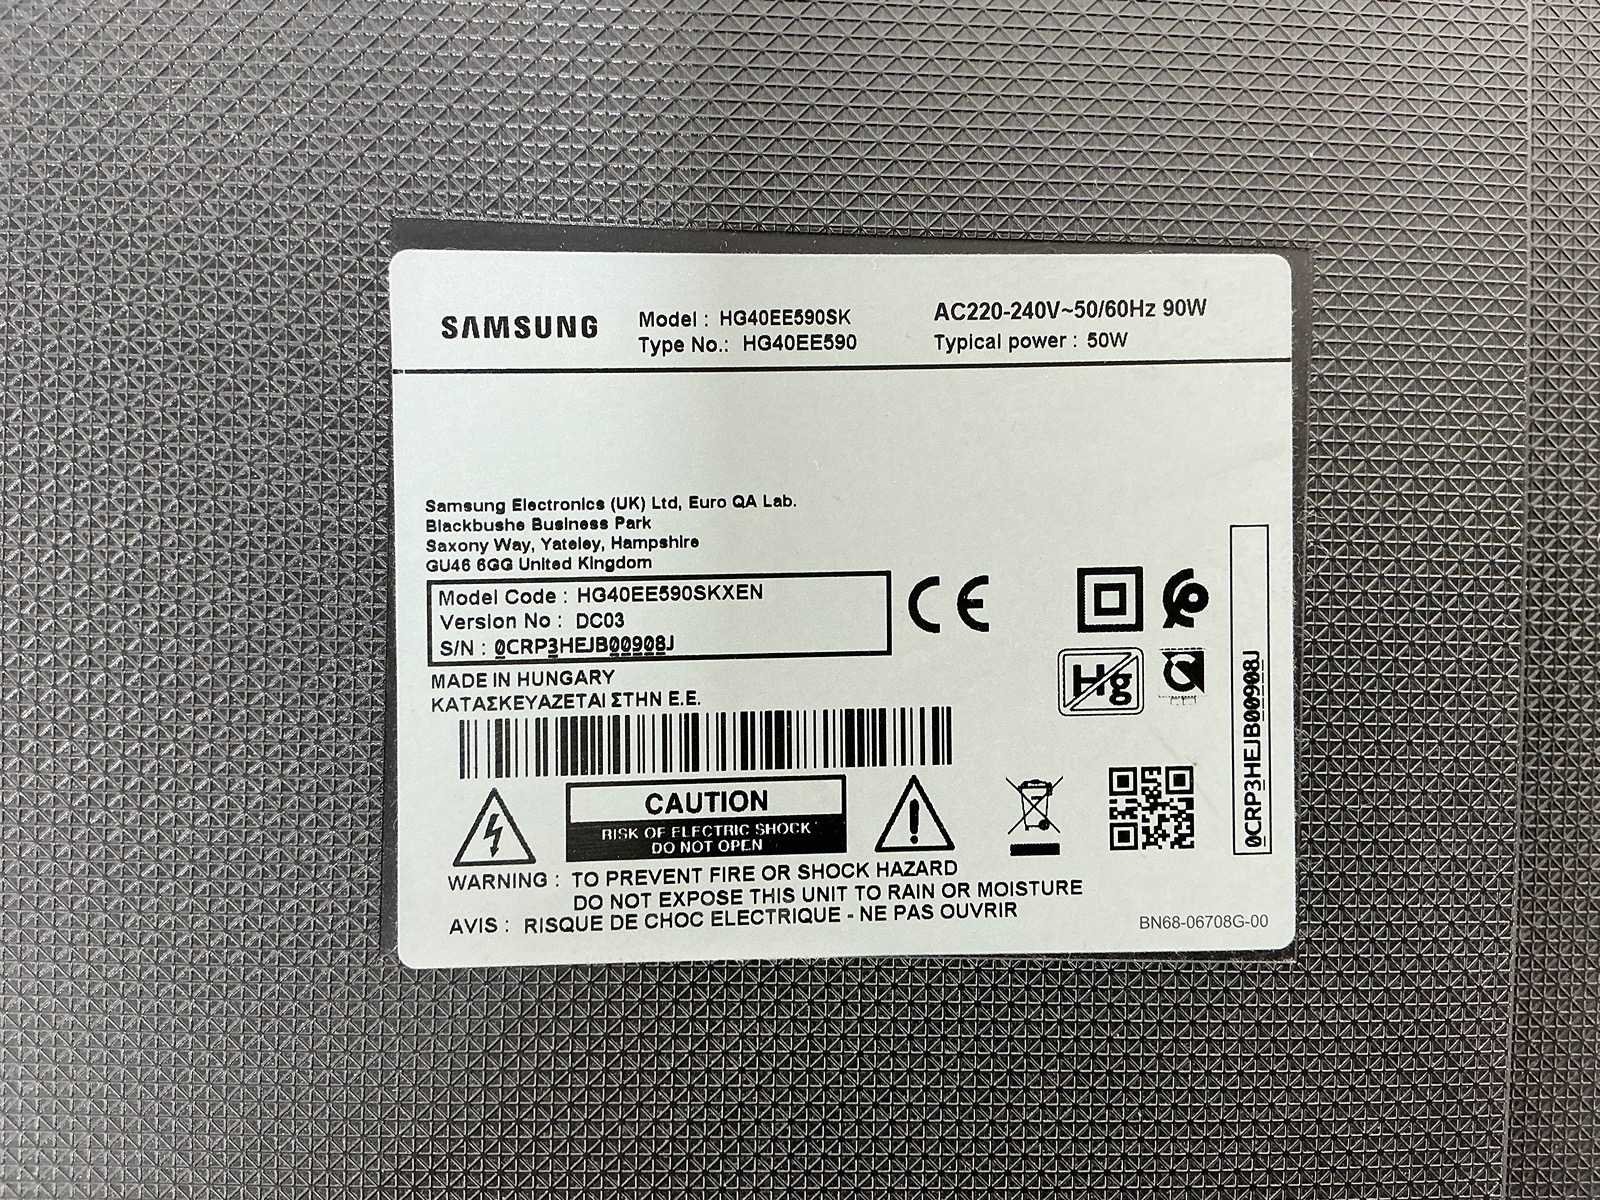 SAMSUNG
Model : HG40EE590SK
Type No.: HG40EE590
AC220-240V~50/60Hz 90W
Typical power : 50W
Samsung Electronics (UK) Ltd, Euro QA Lab.
Blackbushe Business Park
Saxony Way, Yateley, Hampshire
GU46 6GG United Kingdom
Model Code : HG40EE590SKXEN
Version No : DC03
S/N : 0CRP3HEJB00908J
MADE IN HUNGARY
ΚΑΤΑΣΚΕΥΑΖΕΤΑΙ ΣΤΗΝ Ε.Ε.
CE
Hg
0CRP3HEJB00908J
CAUTION
RISK OF ELECTRIC SHOCK
DO NOT OPEN
WARNING : TO PREVENT FIRE OR SHOCK HAZARD
DO NOT EXPOSE THIS UNIT TO RAIN OR MOISTURE
AVIS : RISQUE DE CHOC ELECTRIQUE - NE PAS OUVRIR
BN68-06708G-00